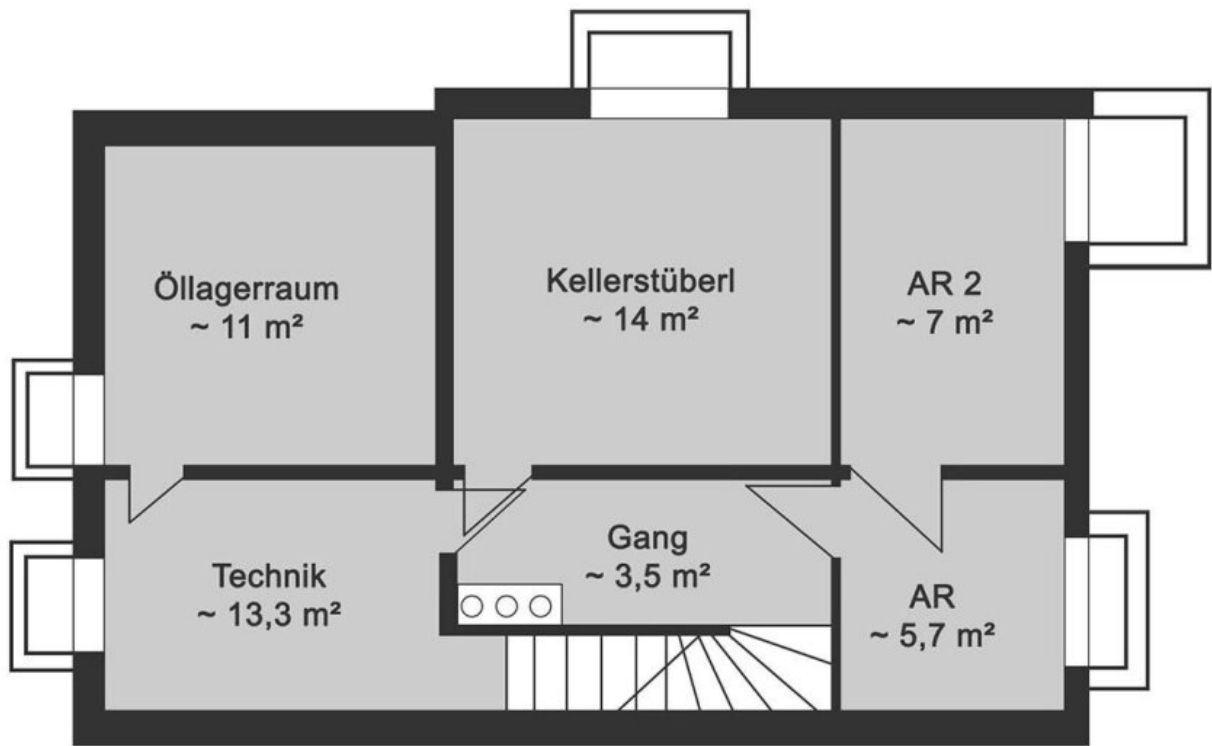 Öllagerraum
~ 11 m²
Kellerstüberl
~ 14 m²
AR 2
~ 7 m²
Technik
~ 13,3 m²
Gang
~ 3,5 m²
AR
~ 5,7 m²